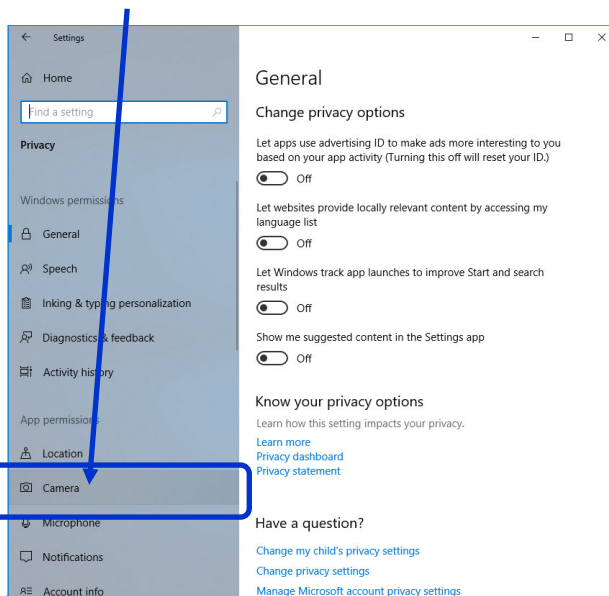 Settings
Home
Find a setting
Privacy
Windows permissions
General
Speech
Inking & typing personalization
Diagnostics & feedback
Activity history
App permissions
Location
Camera
Microphone
Notifications
Account info
General
Change privacy options
Let apps use advertising ID to make ads more interesting to you
based on your app activity (Turning this off will reset your ID.)
Off
Let websites provide locally relevant content by accessing my
language list
Off
Let Windows track app launches to improve Start and search
results
Off
Show me suggested content in the Settings app
Off
Know your privacy options
Learn how this setting impacts your privacy.
Learn more
Privacy dashboard
Privacy statement
Have a question?
Change my child's privacy settings
Change privacy settings
Manage Microsoft account privacy settings